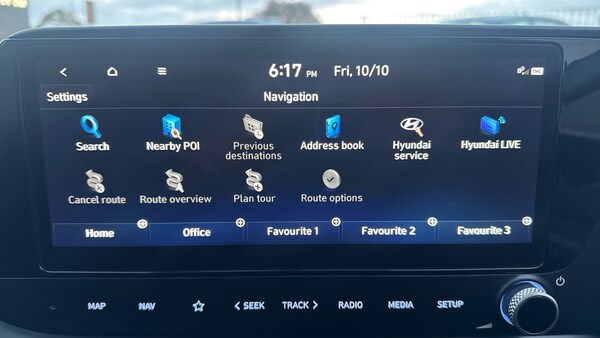 6:17 PM Fri, 10/10
Settings Navigation
Search Nearby POI Previous destinations Address book Hyundai service Hyundai LIVE
Cancel route Route overview Plan tour Route options
Home Office Favourite 1 Favourite 2 Favourite 3
MAP NAV SEEK TRACK RADIO MEDIA SETUP